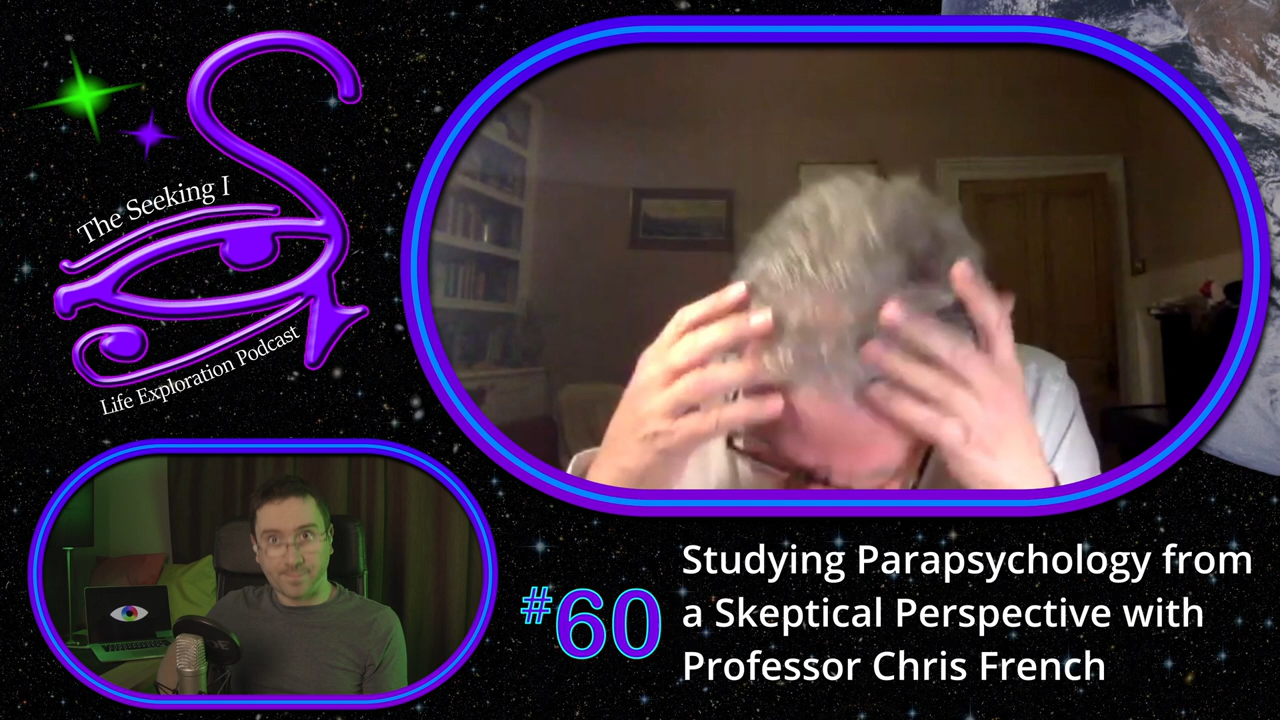 The Seeking I
Life Exploration Podcast
#60
Studying Parapsychology from
a Skeptical Perspective with
Professor Chris French